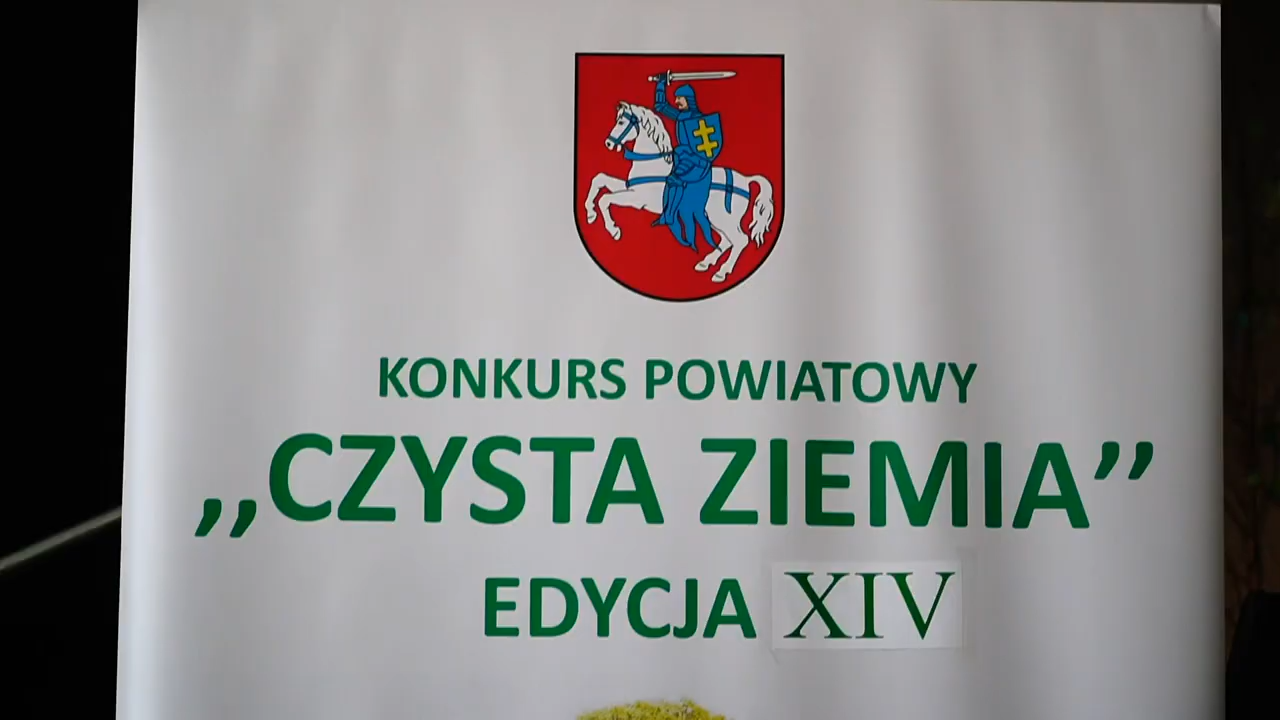 KONKURS POWIATOWY
,,CZYSTA ZIEMIA’’
EDYCJA XIV